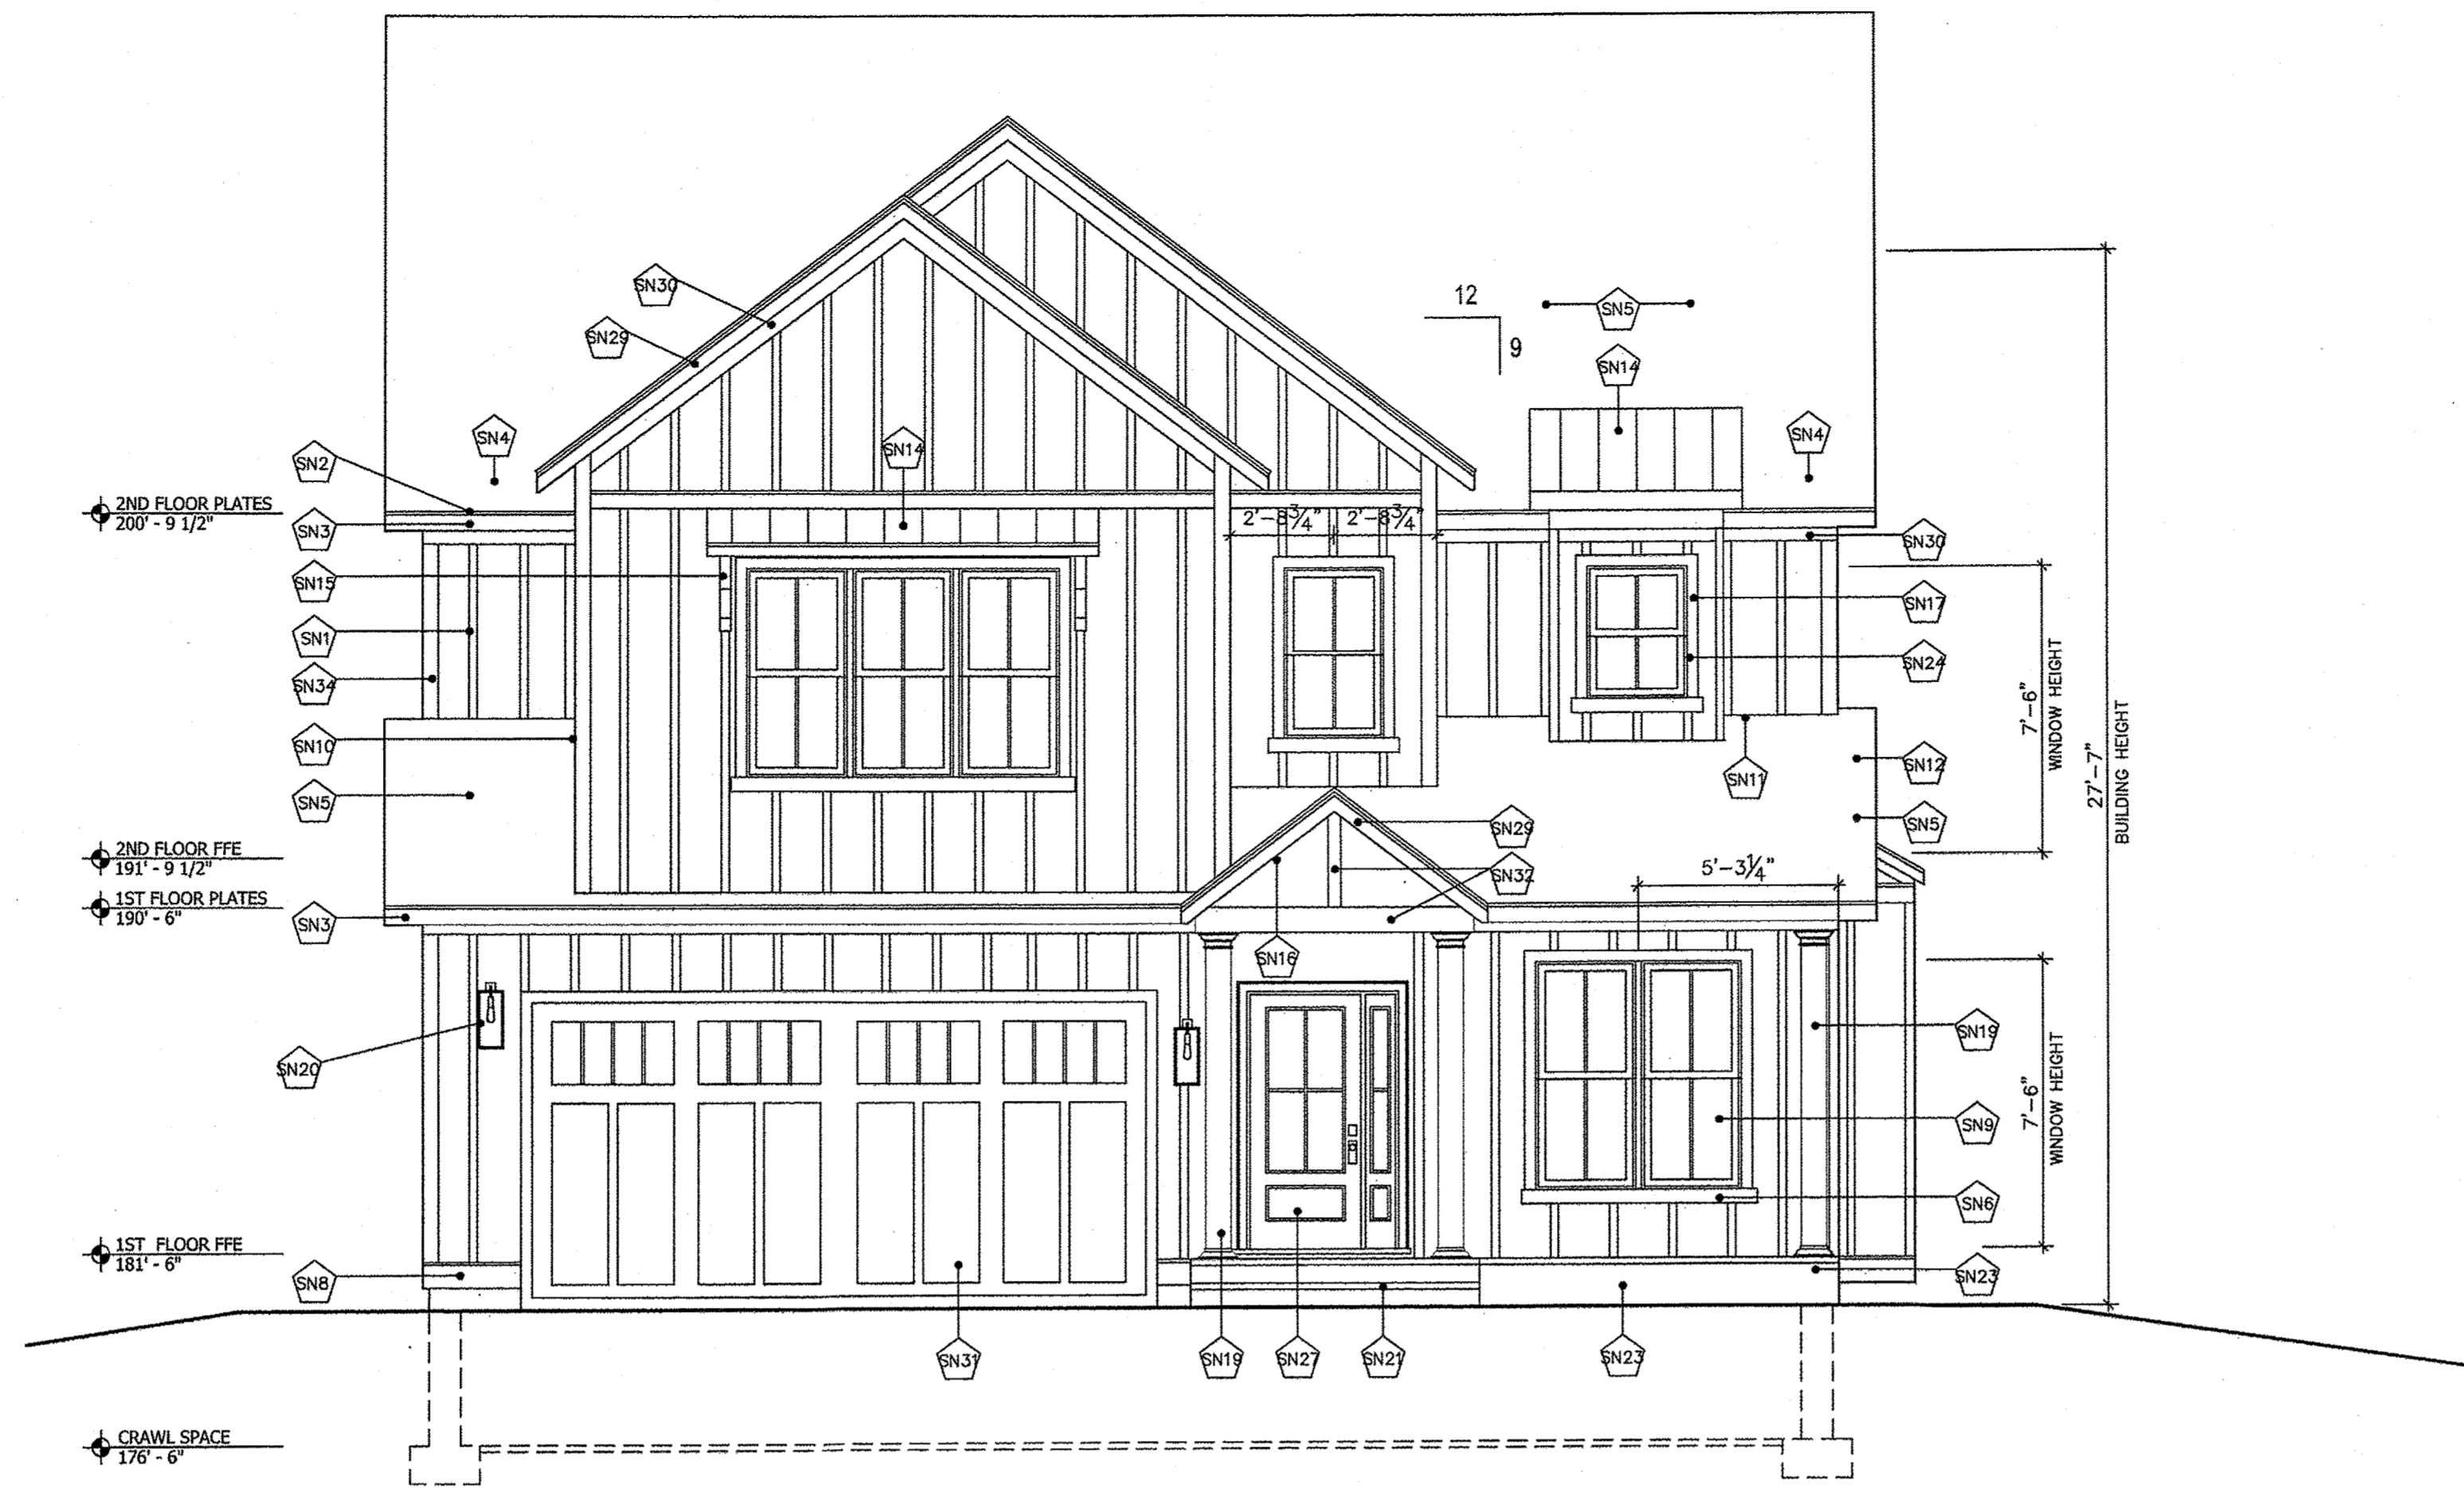 12
9
SN5
SN30
SN29
SN14
SN4
SN14
SN4
SN2
2ND FLOOR PLATES
200' - 9 1/2"
SN3
2'-8¾"
2'-8¾"
SN30
SN15
SN17
SN1
SN24
SN34
7'-6"
WINDOW HEIGHT
27'-7"
BUILDING HEIGHT
SN10
SN11
SN12
SN5
SN5
SN29
2ND FLOOR FFE
191' - 9 1/2"
5'-3¼"
SN32
1ST FLOOR PLATES
190' - 6"
SN3
SN16
SN20
SN19
7'-6"
WINDOW HEIGHT
SN9
SN6
1ST FLOOR FFE
181' - 6"
SN8
SN23
SN31
SN19
SN27
SN21
SN23
CRAWL SPACE
176' - 6"